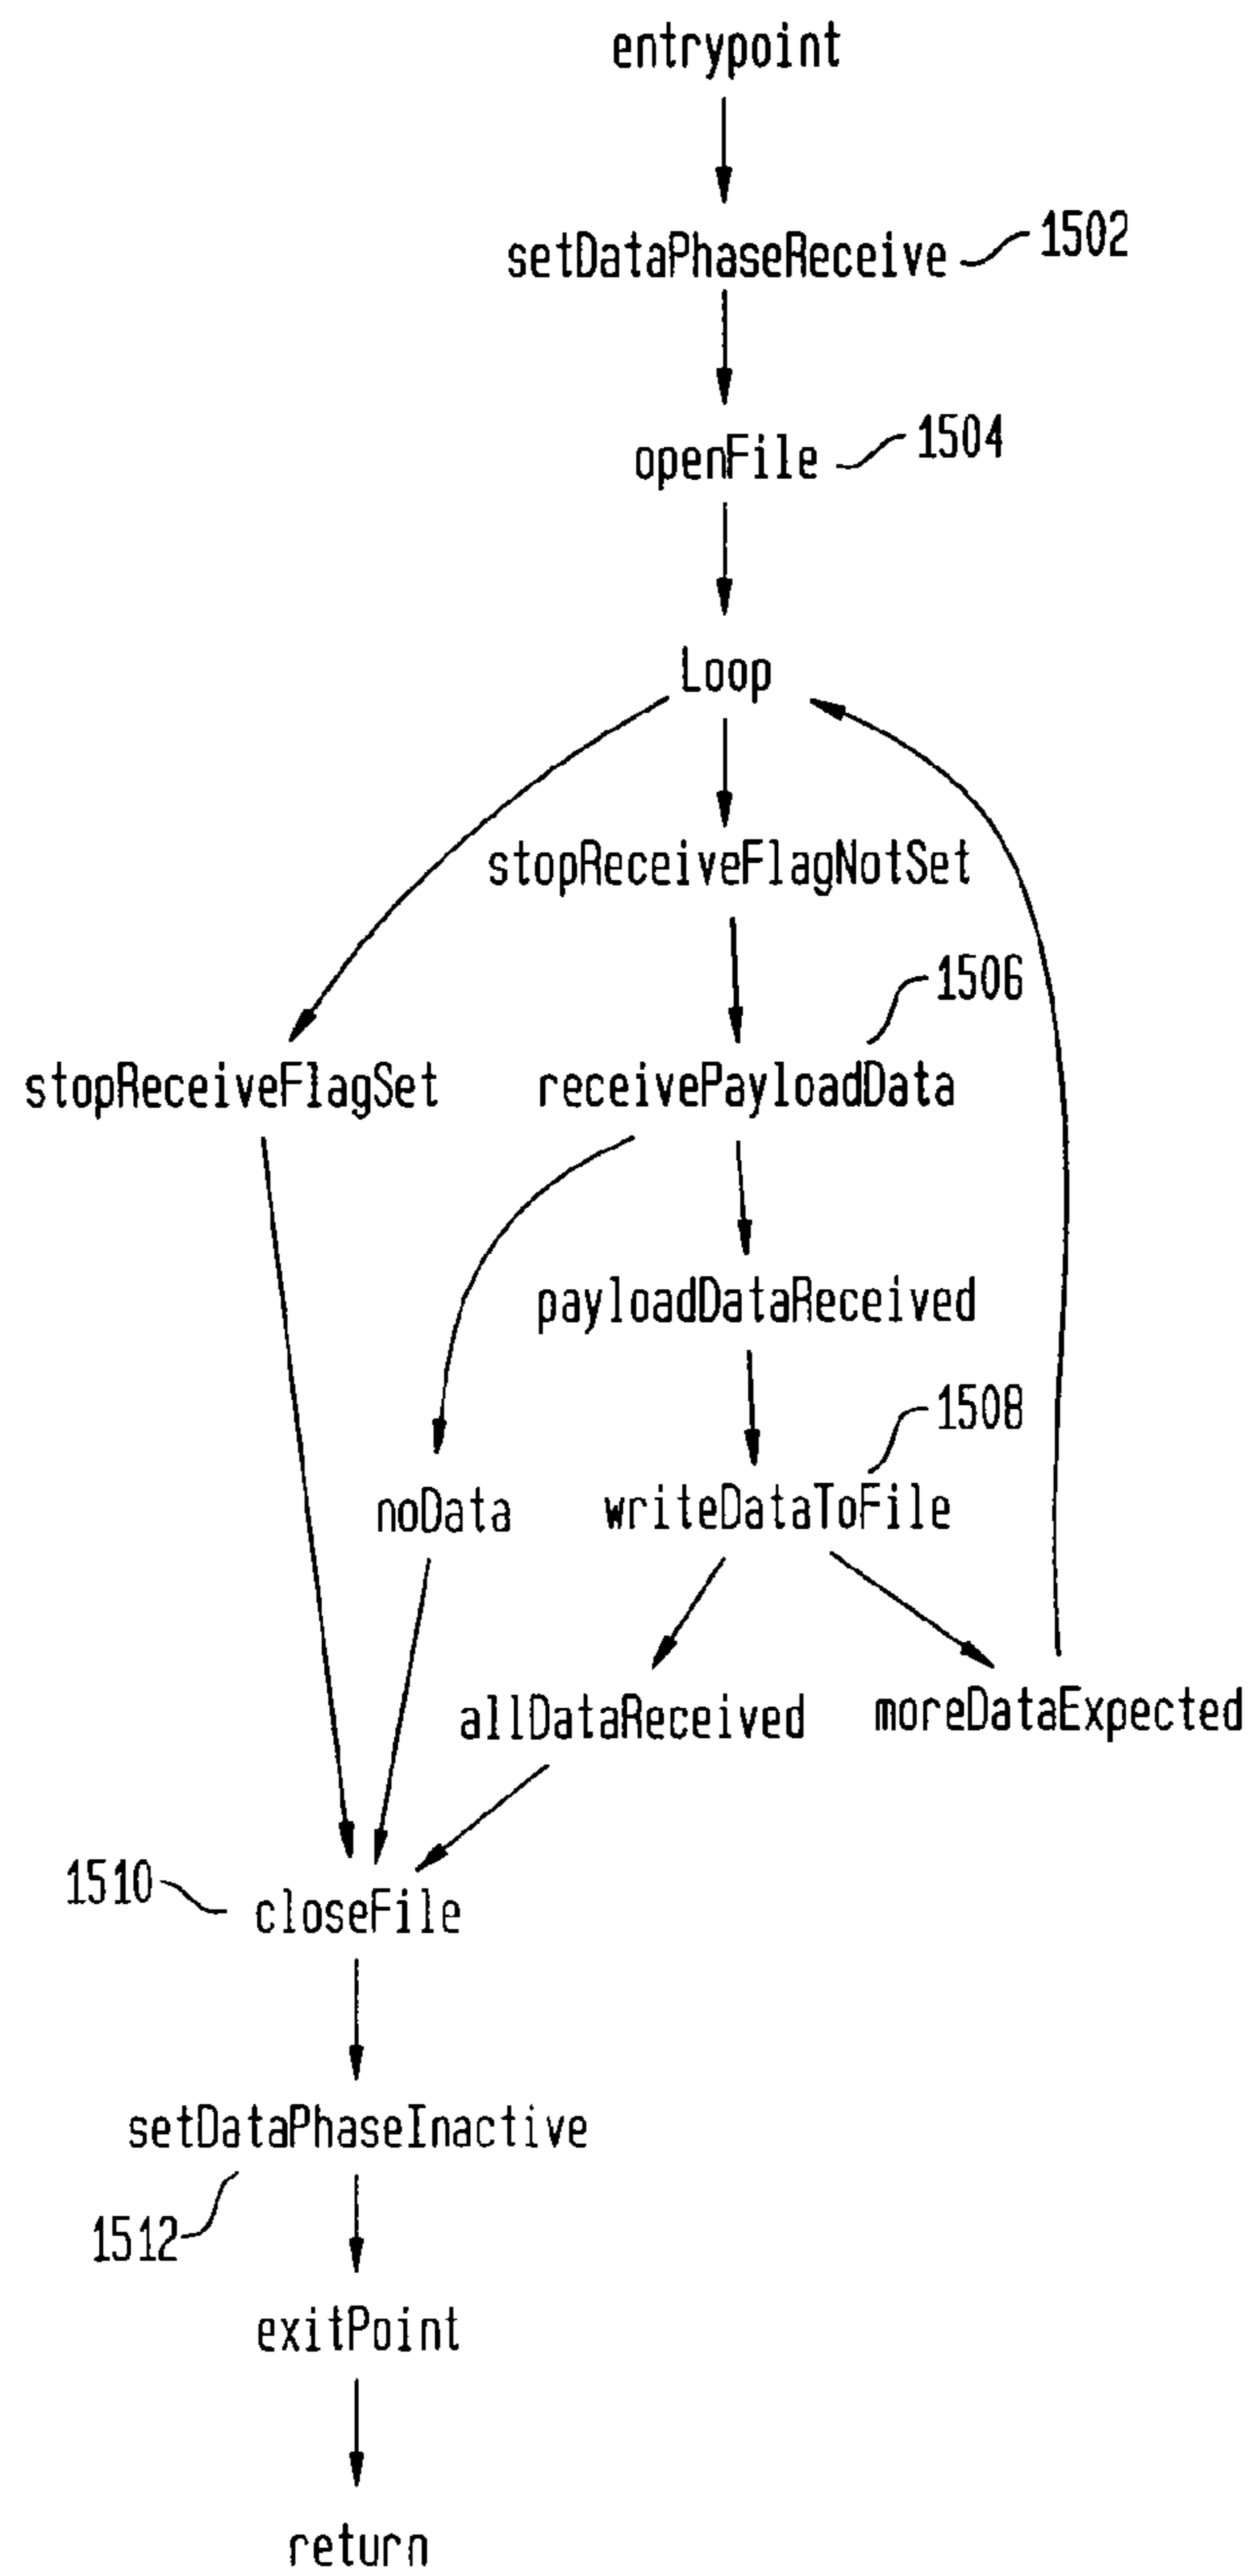 entrypoint
setDataPhaseReceive
1502
openFile
1504
Loop
stopReceiveFlagNotSet
1506
stopReceiveFlagSet
receivePayloadData
payloadDataReceived
1508
noData
writeDataToFile
allDataReceived
moreDataExpected
1510
closeFile
setDataPhaseInactive
1512
exitPoint
return